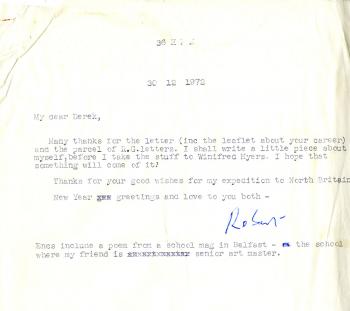 36
30 12 1972
My dear Derek,
Many thanks for the letter (inc the leaflet about your career)
and the parcel of R.G.letters. I shall write a little piece about
myself,before I take the stuff to Winifred Myers. I hope that
something will come of it!
Thanks for your good wishes for my expedition to North Britain
New Year greetings and love to you both -
Robert
Encs include a poem from a school mag in Belfast - the school
where my friend is senior art master.